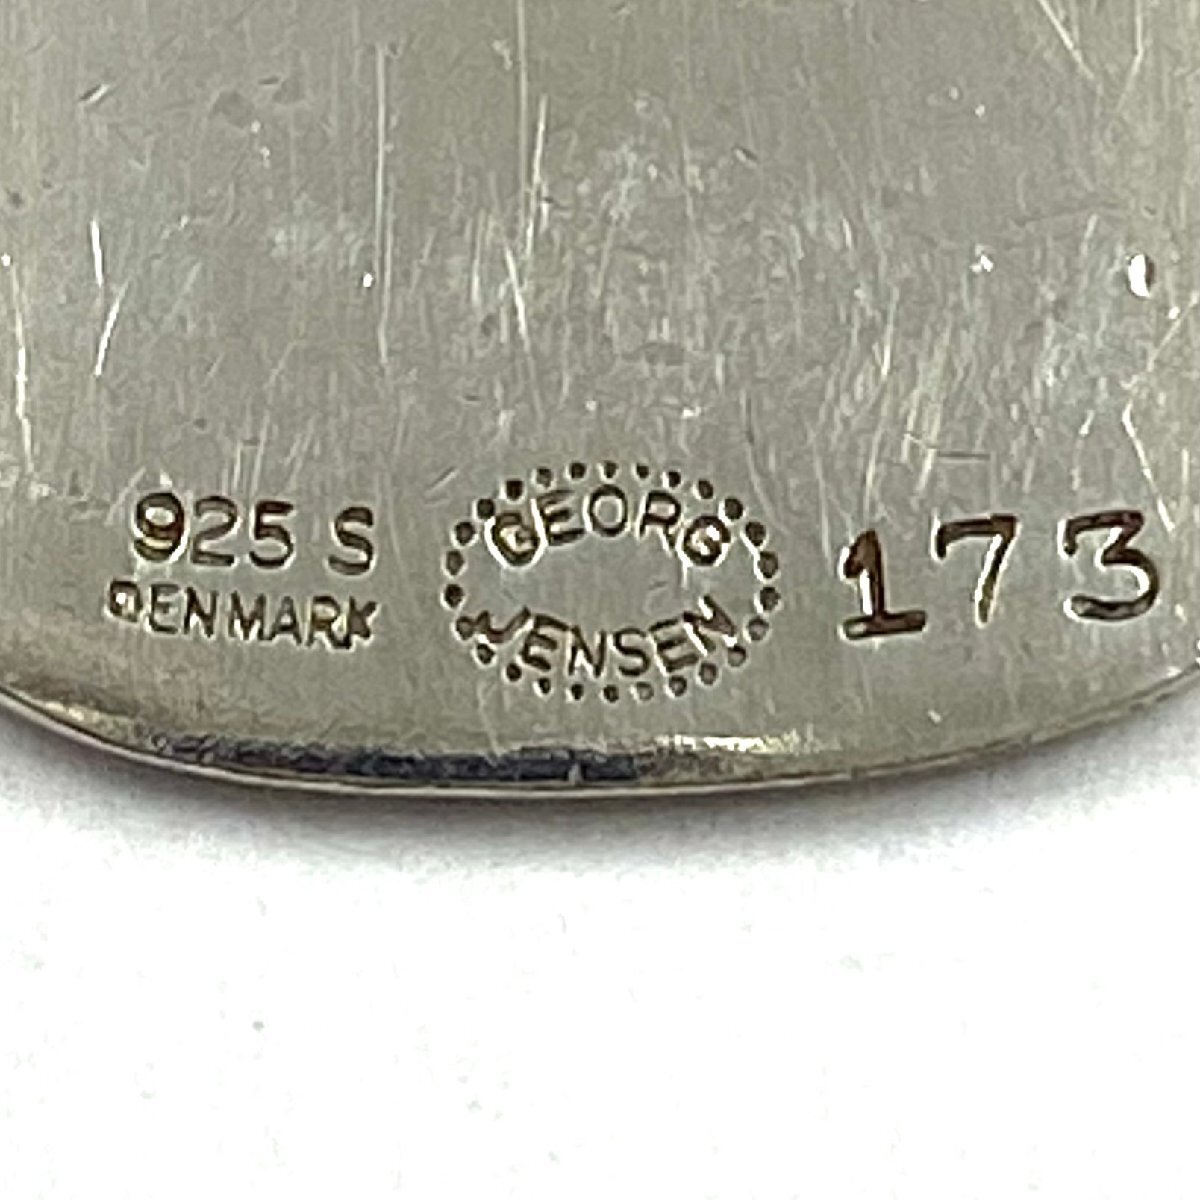 925 S
DENMARK
GEORG
JENSEN
173